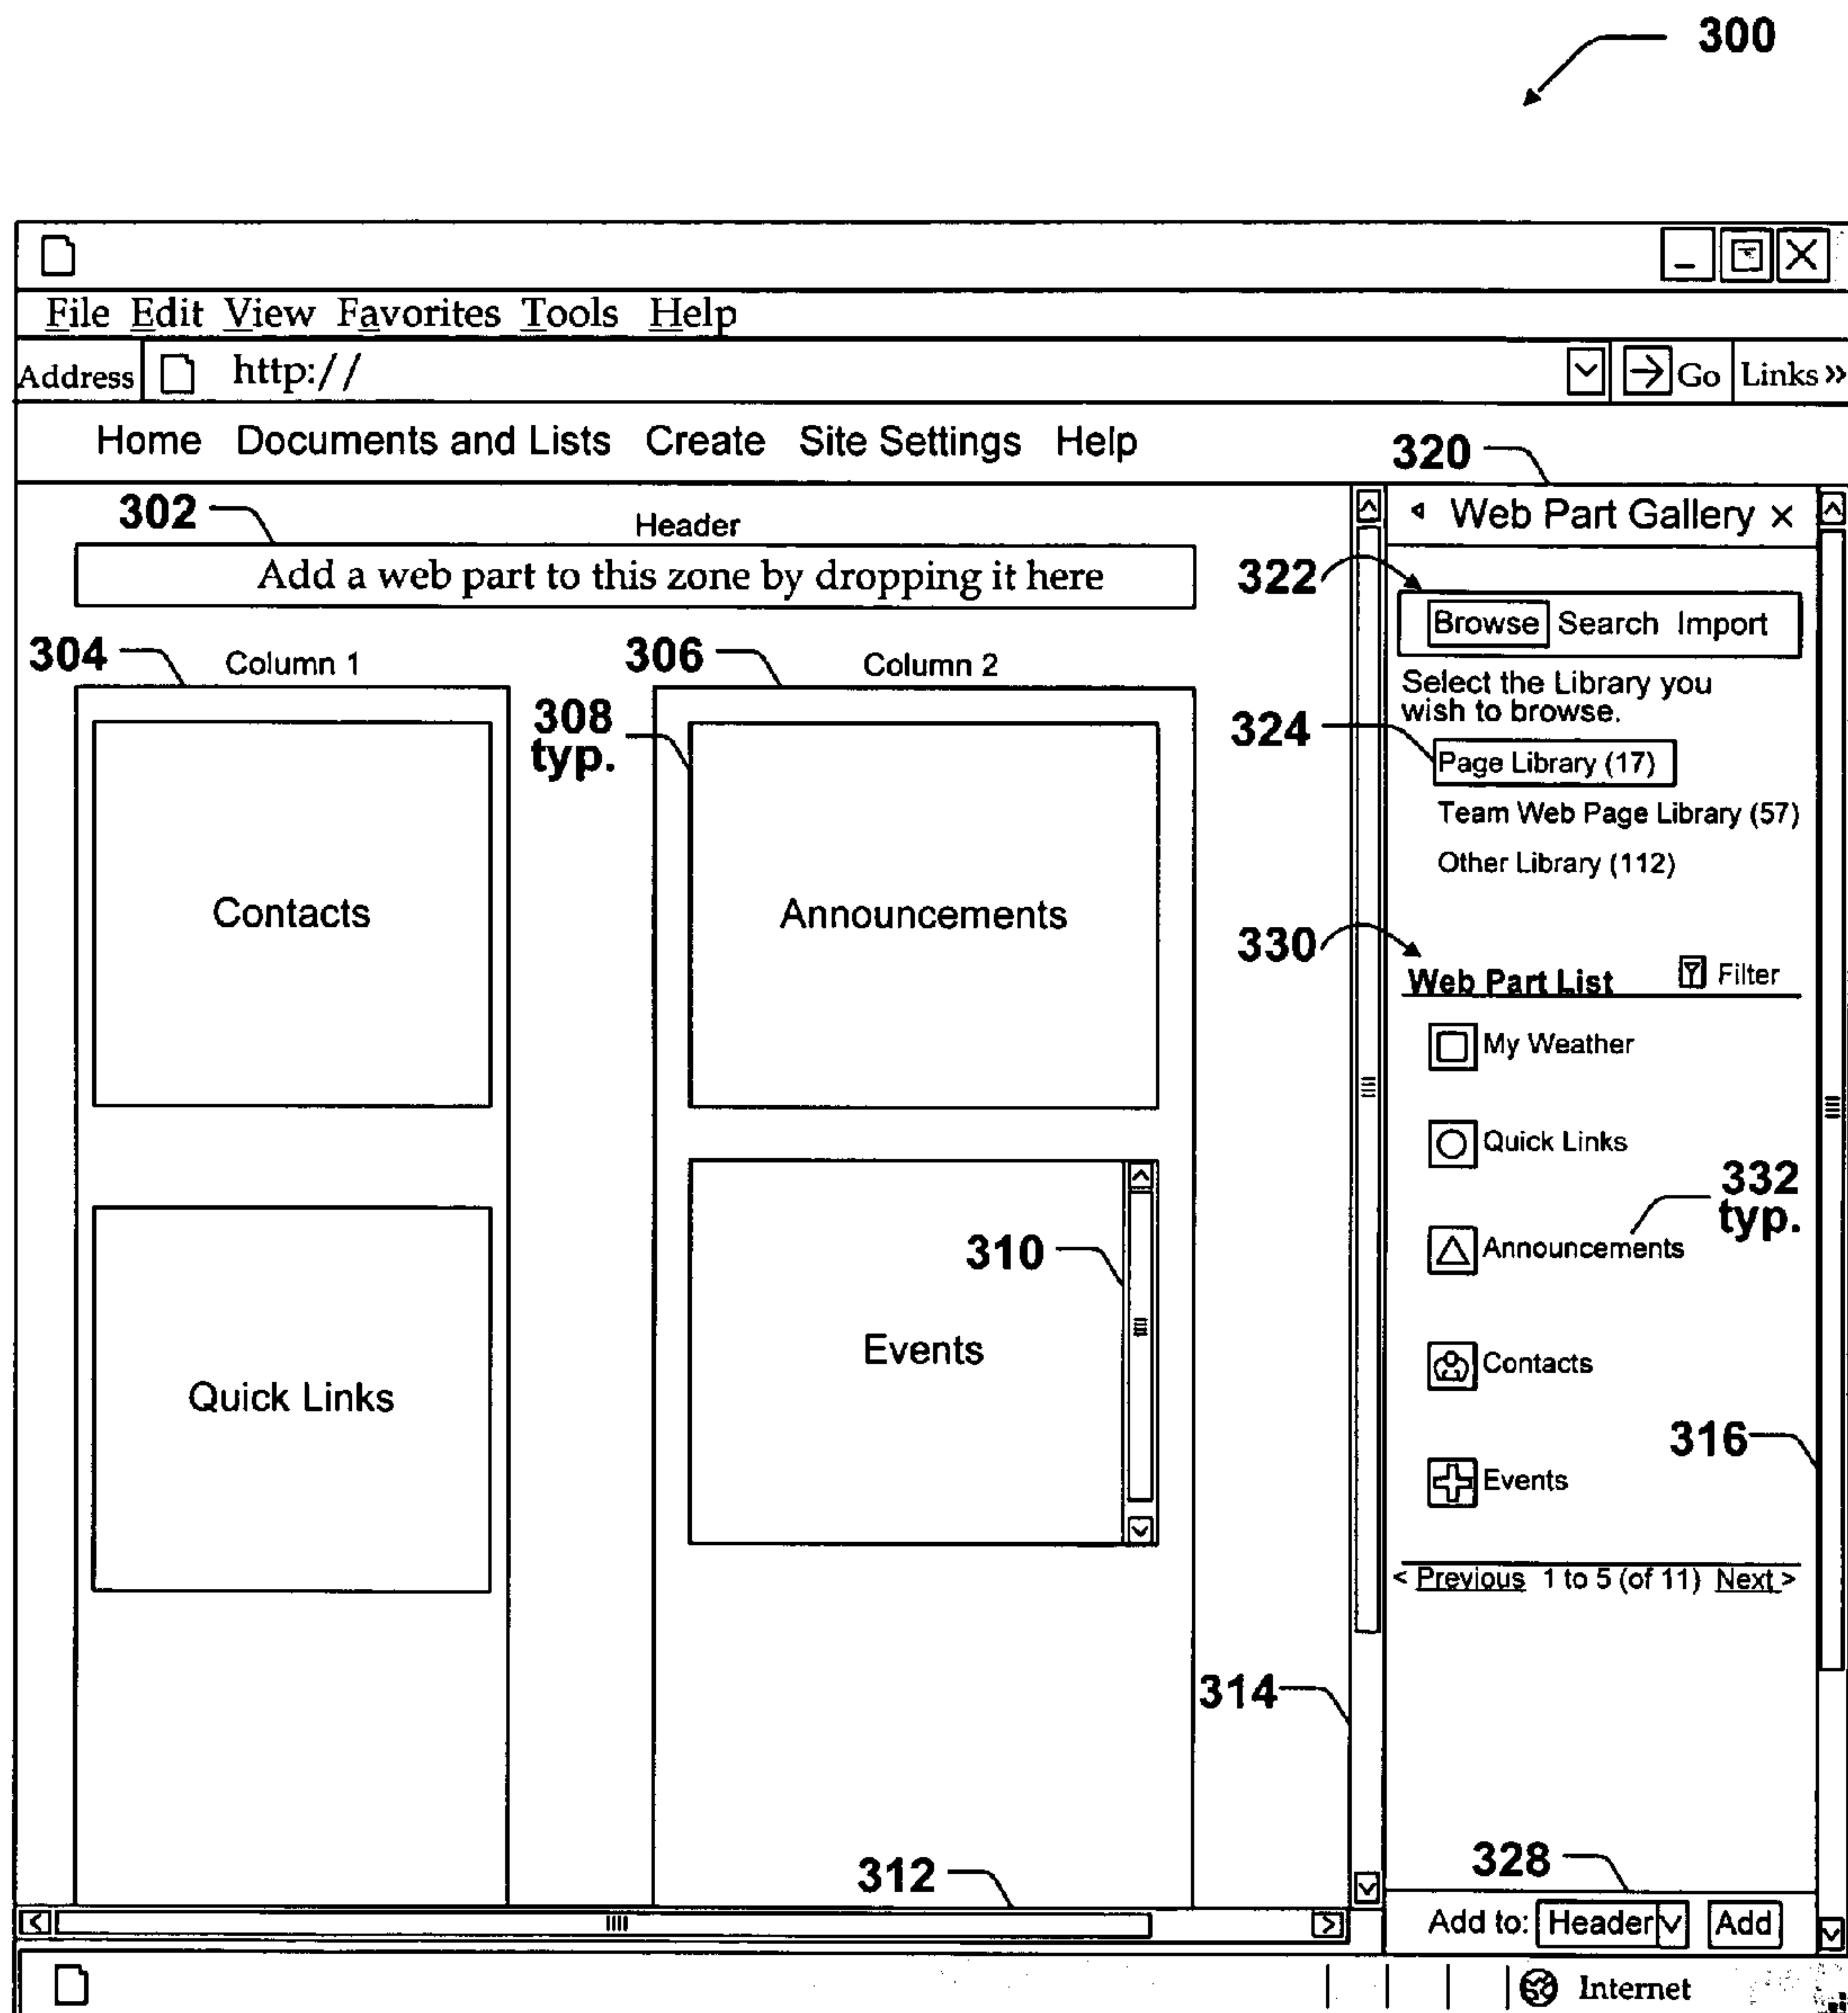 300
File Edit View Favorites Tools Help
Address http:// Go Links »
Home Documents and Lists Create Site Settings Help
320
302
Header
Web Part Gallery ×
Add a web part to this zone by dropping it here
322
Browse Search Import
304
Column 1
306
Column 2
Select the Library you
wish to browse.
308
typ.
324
Page Library (17)
Team Web Page Library (57)
Other Library (112)
Contacts
Announcements
330
Web Part List Filter
My Weather
Quick Links
332
typ.
310
Announcements
Events
Contacts
Quick Links
316
Events
< Previous 1 to 5 (of 11) Next >
314
312
328
Add to: Header Add
Internet